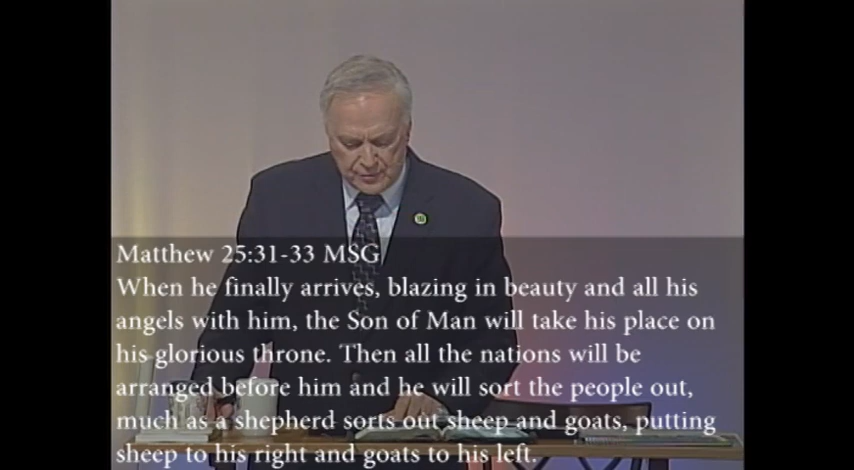 Matthew 25:31-33 MSG
When he finally arrives, blazing in beauty and all his
angels with him, the Son of Man will take his place on
his glorious throne. Then all the nations will be
arranged before him and he will sort the people out,
much as a shepherd sorts out sheep and goats, putting
sheep to his right and goats to his left.